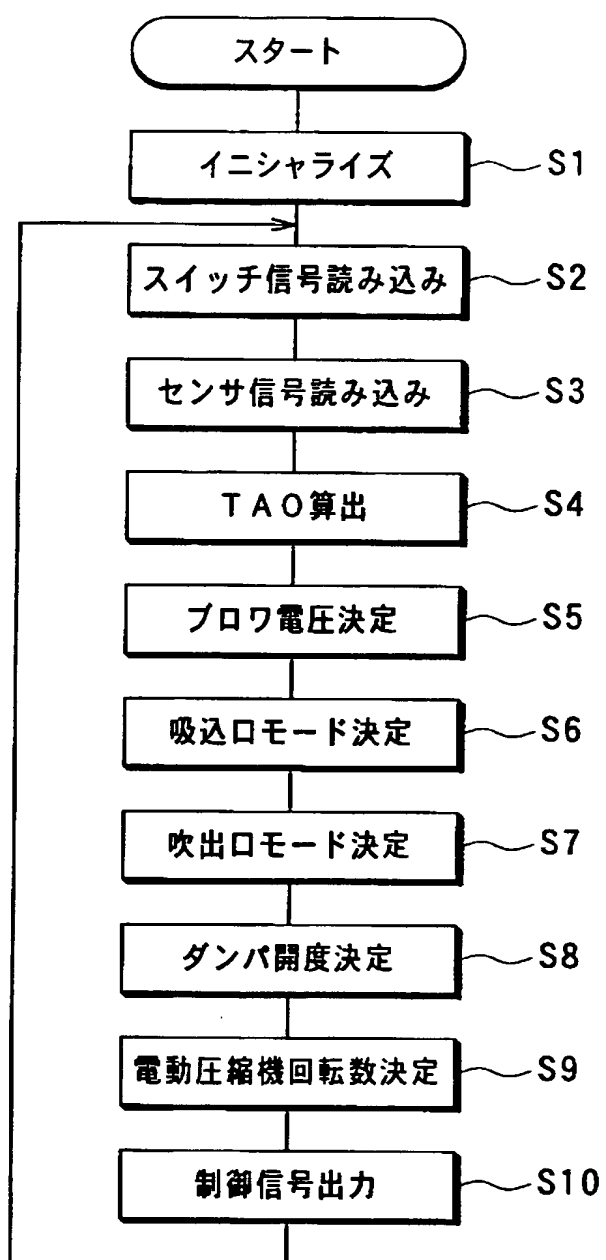 スタート
イニシャライズ S1
スイッチ信号読み込み S2
センサ信号読み込み S3
TAO算出 S4
ブロワ電圧決定 S5
吸込口モード決定 S6
吹出口モード決定 S7
ダンパ開度決定 S8
電動圧縮機回転数決定 S9
制御信号出力 S10